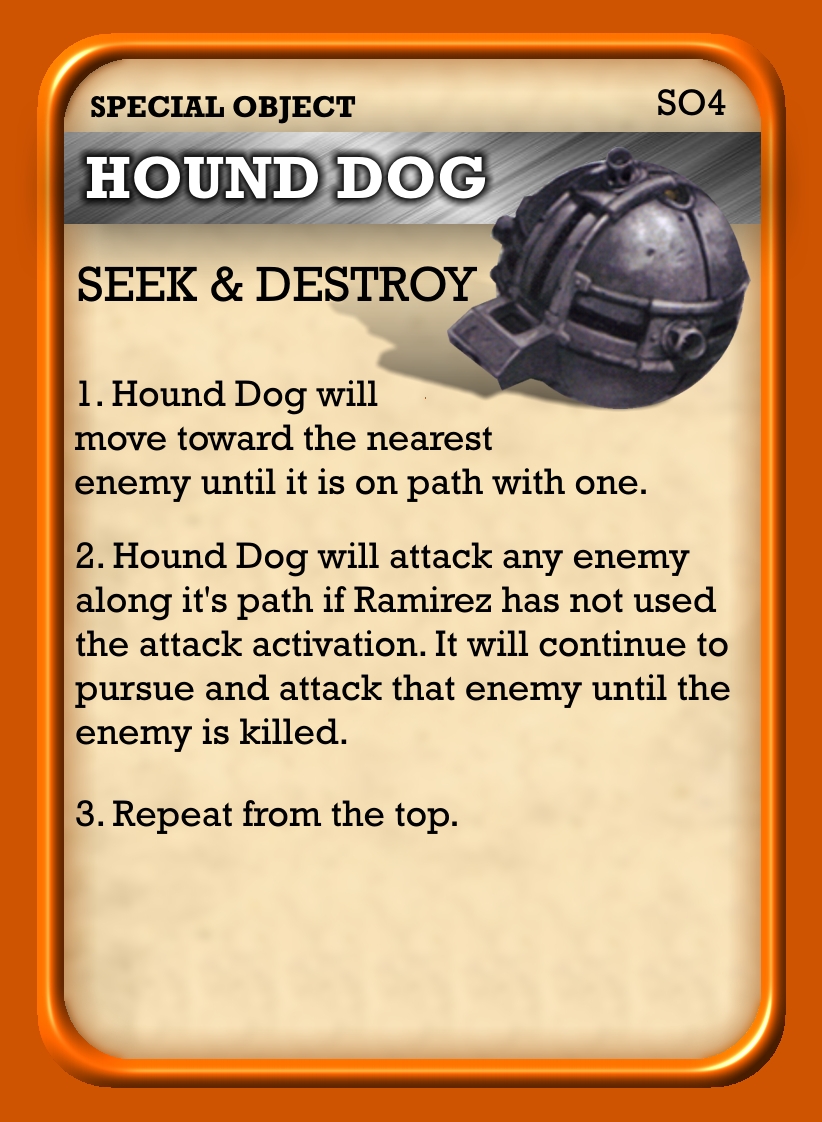 SPECIAL OBJECT SO4
HOUND DOG
SEEK & DESTROY
1. Hound Dog will
move toward the nearest
enemy until it is on path with one.
2. Hound Dog will attack any enemy
along it's path if Ramirez has not used
the attack activation. It will continue to
pursue and attack that enemy until the
enemy is killed.
3. Repeat from the top.